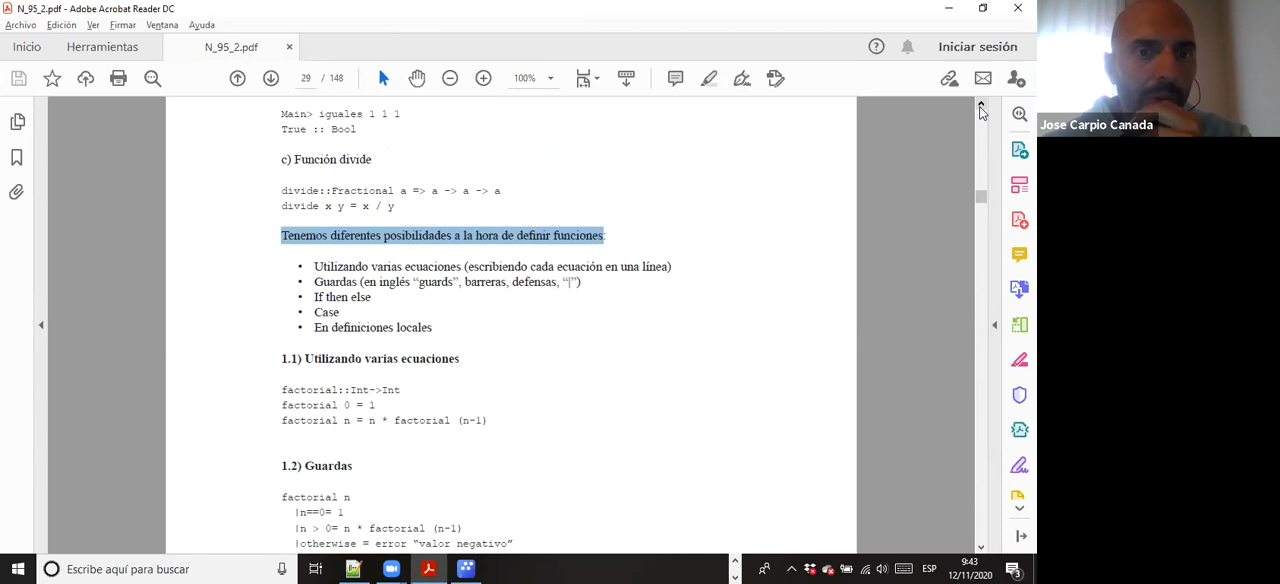 N_95_2.pdf - Adobe Acrobat Reader DC
Archivo Edición Ver Firmar Ventana Ayuda
Inicio Herramientas N_95_2.pdf × Iniciar sesión
29 / 148 100%
Main> iguales 1 1 1
True :: Bool
c) Función divide
divide::Fractional a => a -> a -> a
divide x y = x / y
Tenemos diferentes posibilidades a la hora de definir funciones:
• Utilizando varias ecuaciones (escribiendo cada ecuación en una línea)
• Guardas (en inglés “guards”, barreras, defensas, “|”)
• If then else
• Case
• En definiciones locales
1.1) Utilizando varias ecuaciones
factorial::Int->Int
factorial 0 = 1
factorial n = n * factorial (n-1)
1.2) Guardas
factorial n
|n==0= 1
|n > 0= n * factorial (n-1)
|otherwise = error “valor negativo”
Jose Carpio Canada
Escribe aquí para buscar
ESP
9:43
12/11/2020
3